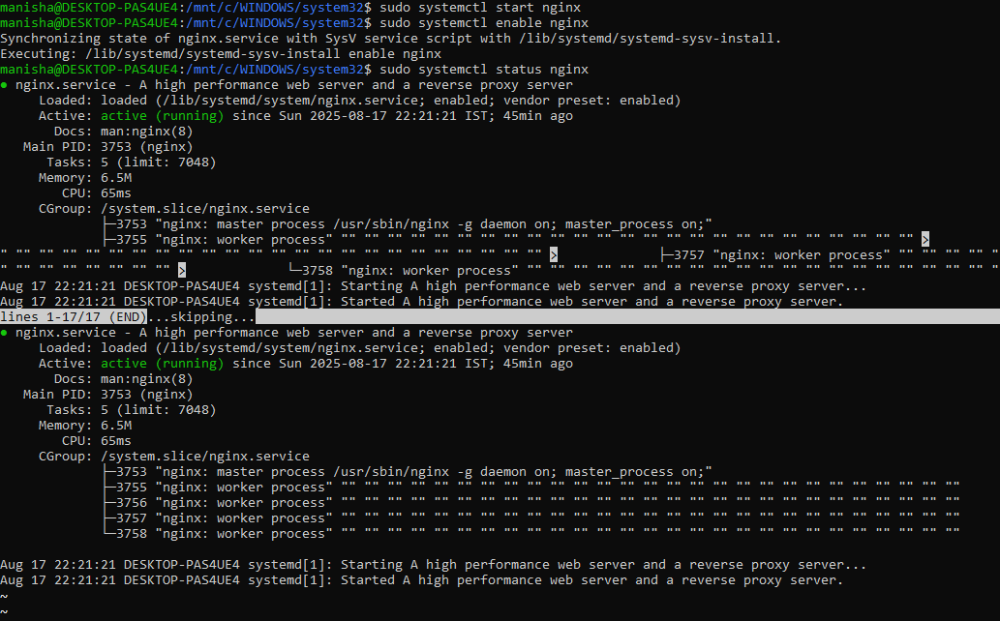 manisha@DESKTOP-PAS4UE4:/mnt/c/WINDOWS/system32$ sudo systemctl start nginx
manisha@DESKTOP-PAS4UE4:/mnt/c/WINDOWS/system32$ sudo systemctl enable nginx
Synchronizing state of nginx.service with SysV service script with /lib/systemd/systemd-sysv-install.
Executing: /lib/systemd/systemd-sysv-install enable nginx
manisha@DESKTOP-PAS4UE4:/mnt/c/WINDOWS/system32$ sudo systemctl status nginx
● nginx.service - A high performance web server and a reverse proxy server
     Loaded: loaded (/lib/systemd/system/nginx.service; enabled; vendor preset: enabled)
     Active: active (running) since Sun 2025-08-17 22:21:21 IST; 45min ago
       Docs: man:nginx(8)
   Main PID: 3753 (nginx)
      Tasks: 5 (limit: 7048)
     Memory: 6.5M
        CPU: 65ms
     CGroup: /system.slice/nginx.service
             ├─3753 "nginx: master process /usr/sbin/nginx -g daemon on; master_process on;"
             ├─3755 "nginx: worker process" "" "" "" "" "" "" "" "" "" "" "" "" "" "" "" "" "" "" "" "" "" "" "" "" "" >
" "" "" "" "" "" "" "" "" "" "" "" "" "" "" "" "" "" "" "" "" "" "" "" >             ├─3757 "nginx: worker process" "" "" "" "" "
" "" "" "" "" "" "" "" >             └─3758 "nginx: worker process" "" "" "" "" "" "" "" "" "" "" "" "" "" "" "" "" "" "" "" "" "
Aug 17 22:21:21 DESKTOP-PAS4UE4 systemd[1]: Starting A high performance web server and a reverse proxy server...
Aug 17 22:21:21 DESKTOP-PAS4UE4 systemd[1]: Started A high performance web server and a reverse proxy server.
lines 1-17/17 (END)...skipping...
● nginx.service - A high performance web server and a reverse proxy server
     Loaded: loaded (/lib/systemd/system/nginx.service; enabled; vendor preset: enabled)
     Active: active (running) since Sun 2025-08-17 22:21:21 IST; 45min ago
       Docs: man:nginx(8)
   Main PID: 3753 (nginx)
      Tasks: 5 (limit: 7048)
     Memory: 6.5M
        CPU: 65ms
     CGroup: /system.slice/nginx.service
             ├─3753 "nginx: master process /usr/sbin/nginx -g daemon on; master_process on;"
             ├─3755 "nginx: worker process" "" "" "" "" "" "" "" "" "" "" "" "" "" "" "" "" "" "" "" "" "" "" "" "" "" "" ""
             ├─3756 "nginx: worker process" "" "" "" "" "" "" "" "" "" "" "" "" "" "" "" "" "" "" "" "" "" "" "" "" "" "" ""
             ├─3757 "nginx: worker process" "" "" "" "" "" "" "" "" "" "" "" "" "" "" "" "" "" "" "" "" "" "" "" "" "" "" ""
             └─3758 "nginx: worker process" "" "" "" "" "" "" "" "" "" "" "" "" "" "" "" "" "" "" "" "" "" "" "" "" "" "" ""

Aug 17 22:21:21 DESKTOP-PAS4UE4 systemd[1]: Starting A high performance web server and a reverse proxy server...
Aug 17 22:21:21 DESKTOP-PAS4UE4 systemd[1]: Started A high performance web server and a reverse proxy server.
~
~